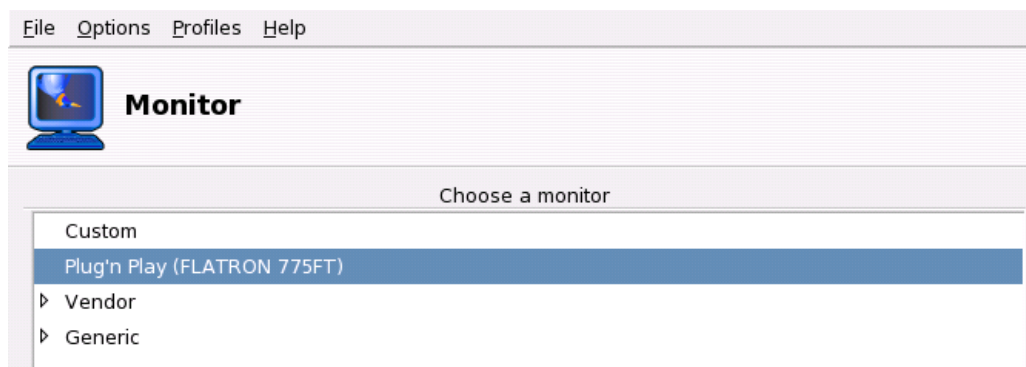 File Options Profiles Help
Monitor
Choose a monitor
Custom
Plug'n Play (FLATRON 775FT)
Vendor
Generic